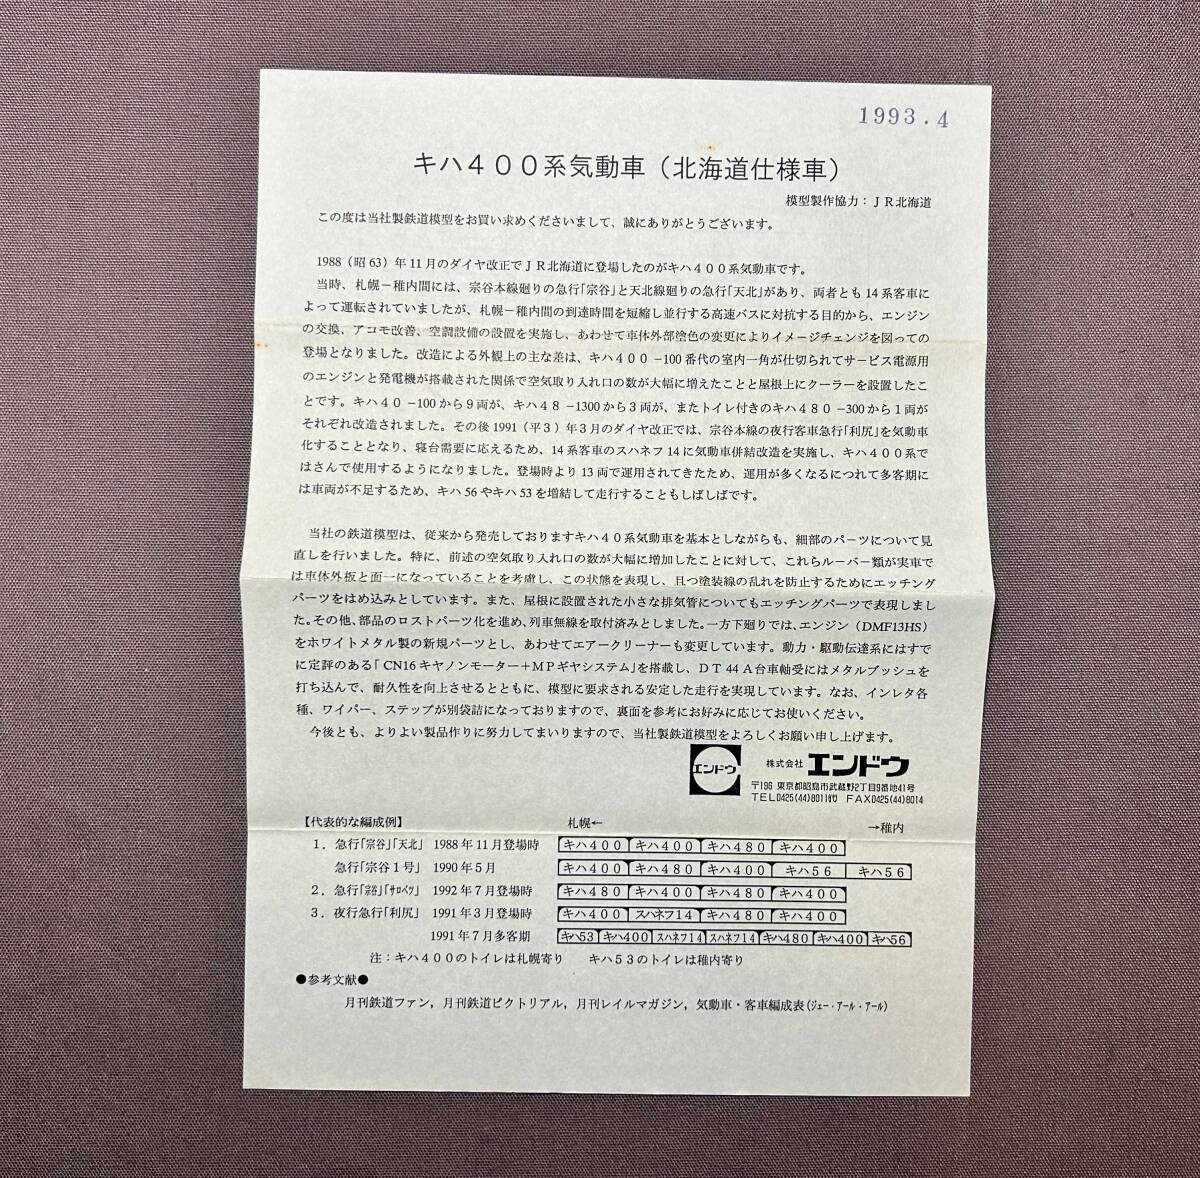 1993.4
キハ400系気動車（北海道仕様車）
模型製作協力：ＪＲ北海道
この度は当社製鉄道模型をお買い求めくださいまして、誠にありがとうございます。
1988（昭63）年11月のダイヤ改正でＪＲ北海道に登場したのがキハ400系気動車です。
当時、札幌－稚内間には、宗谷本線廻りの急行「宗谷」と天北線廻りの急行「天北」があり、両者とも14系客車に
よって運転されていましたが、札幌－稚内間の到達時間を短縮し並行する高速バスに対抗する目的から、エンジン
の交換、アコモ改善、空調設備の設置を実施し、あわせて車体外部塗色の変更によりイメージチェンジを図っての
登場となりました。改造による外観上の主な差は、キハ400－100番代の室内一角が仕切られてサービス電源用
のエンジンと発電機が搭載された関係で空気取り入れ口の数が大幅に増えたことと屋根上にクーラーを設置したこ
とです。キハ40－100から9両が、キハ48－1300から3両が、またトイレ付きのキハ480－300から1両が
それぞれ改造されました。その後1991（平3）年3月のダイヤ改正では、宗谷本線の夜行客車急行「利尻」を気動車
化することとなり、寝台需要に応えるため、14系客車のスハネフ14に気動車併結改造を実施し、キハ400系で
はさんで使用するようになりました。登場時より13両で運用されてきたため、運用が多くなるにつれて多客期に
は車両が不足するため、キハ56やキハ53を増結して走行することもしばしばです。
当社の鉄道模型は、従来から発売しておりますキハ40系気動車を基本としながらも、細部のパーツについて見
直しを行いました。特に、前述の空気取り入れ口の数が大幅に増加したことに対して、これらルーバー類が実車で
は車体外板と面一になっていることを考慮し、この状態を表現し、且つ塗装線の乱れを防止するためにエッチング
パーツをはめ込みとしています。また、屋根に設置された小さな排気管についてもエッチングパーツで表現しまし
た。その他、部品のロストパーツ化を進め、列車無線を取付済みとしました。一方下廻りでは、エンジン（DMF13HS）
をホワイトメタル製の新規パーツとし、あわせてエアークリーナーも変更しています。動力・駆動伝達系にはすで
に定評のある「CN16キヤノンモーター＋MPギヤシステム」を搭載し、ＤＴ44Ａ台車軸受にはメタルブッシュを
打ち込んで、耐久性を向上させるとともに、模型に要求される安定した走行を実現しています。なお、インレタ各
種、ワイパー、ステップが別袋詰になっておりますので、裏面を参考にお好みに応じてお使いください。
今後とも、よりよい製品作りに努力してまいりますので、当社製鉄道模型をよろしくお願い申し上げます。
エンドウ 株式会社エンドウ
〒196 東京都昭島市武蔵野2丁目9番地41号
TEL0425(44)8011㈹ FAX0425(44)8014
【代表的な編成例】 札幌← →稚内
1．急行「宗谷」「天北」 1988年11月登場時 キハ400 キハ400 キハ480 キハ400
急行「宗谷1号」 1990年5月 キハ400 キハ480 キハ400 キハ56 キハ56
2．急行「宗谷」「ｻﾛﾍﾞﾂ」 1992年7月登場時 キハ480 キハ400 キハ480 キハ400
3．夜行急行「利尻」 1991年3月登場時 キハ400 スハネフ14 キハ480 キハ400
1991年7月多客期 キハ53 キハ400 スハネフ14 スハネフ14 キハ480 キハ400 キハ56
注：キハ400のトイレは札幌寄り キハ53のトイレは稚内寄り
●参考文献●
月刊鉄道ファン，月刊鉄道ピクトリアル，月刊レイルマガジン，気動車・客車編成表（ｼﾞｪｰ・ｱｰﾙ・ｱｰﾙ）